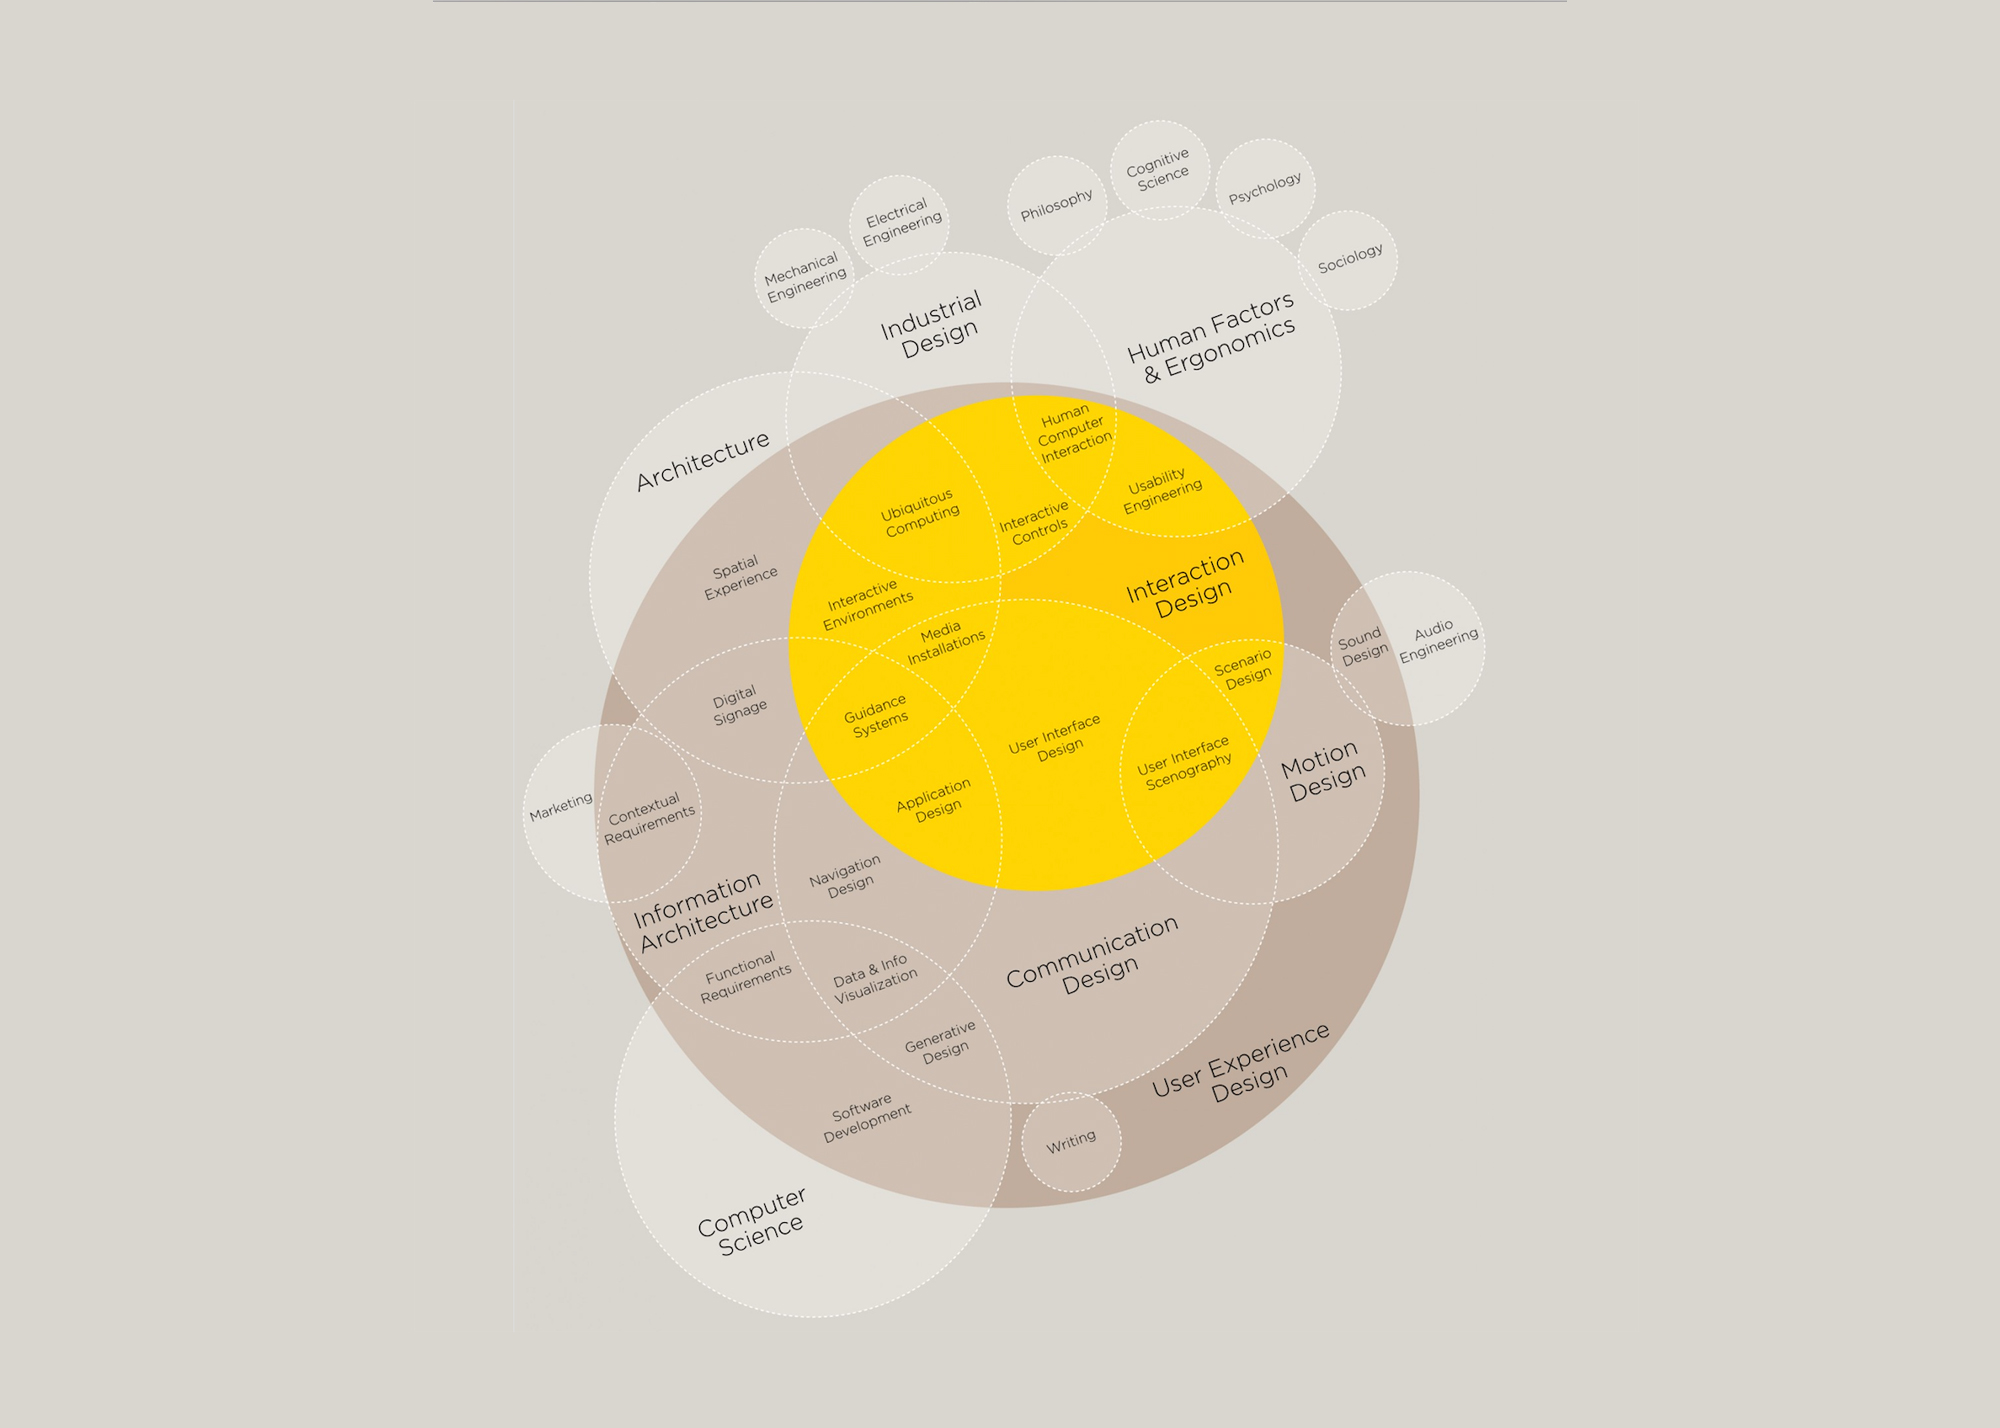 Cognitive
Science
Philosophy
Psychology
Electrical
Engineering
Sociology
Mechanical
Engineering
Industrial
Design
Human Factors
& Ergonomics
Architecture
Human
Computer
Interaction
Usability
Engineering
Ubiquitous
Computing
Interactive
Controls
Spatial
Experience
Interactive
Environments
Interaction
Design
Media
Installations
Sound
Design
Audio
Engineering
Scenario
Design
Digital
Signage
Guidance
Systems
User Interface
Design
User Interface
Scenography
Motion
Design
Marketing
Contextual
Requirements
Application
Design
Navigation
Design
Information
Architecture
Communication
Design
Functional
Requirements
Data & Info
Visualization
Generative
Design
User Experience
Design
Software
Development
Writing
Computer
Science